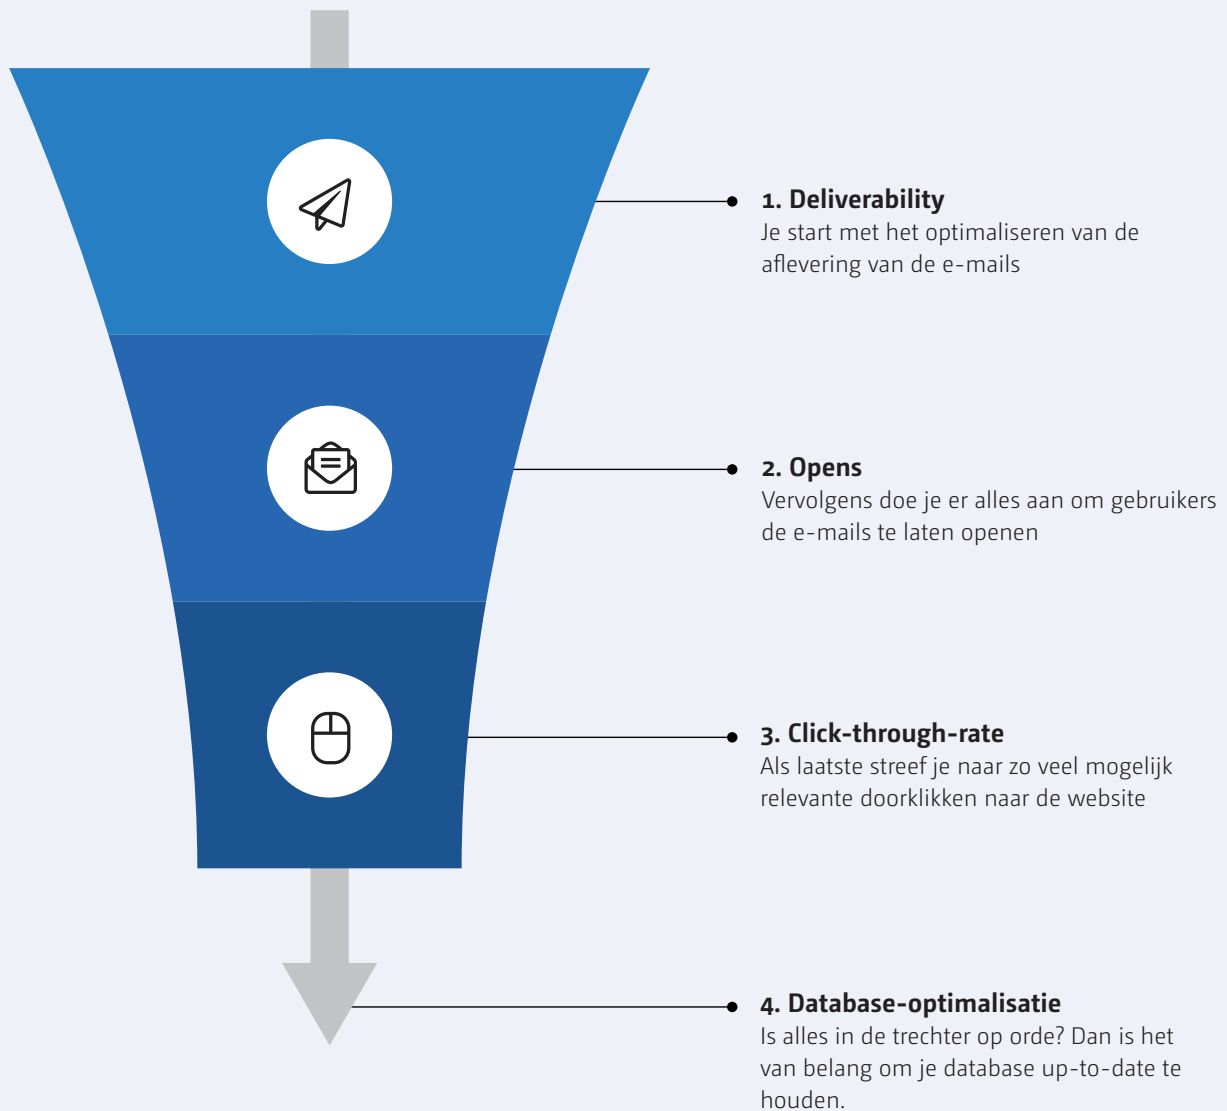 1. Deliverability
Je start met het optimaliseren van de
aflevering van de e-mails
2. Opens
Vervolgens doe je er alles aan om gebruikers
de e-mails te laten openen
3. Click-through-rate
Als laatste streef je naar zo veel mogelijk
relevante doorklikken naar de website
4. Database-optimalisatie
Is alles in de trechter op orde? Dan is het
van belang om je database up-to-date te
houden.